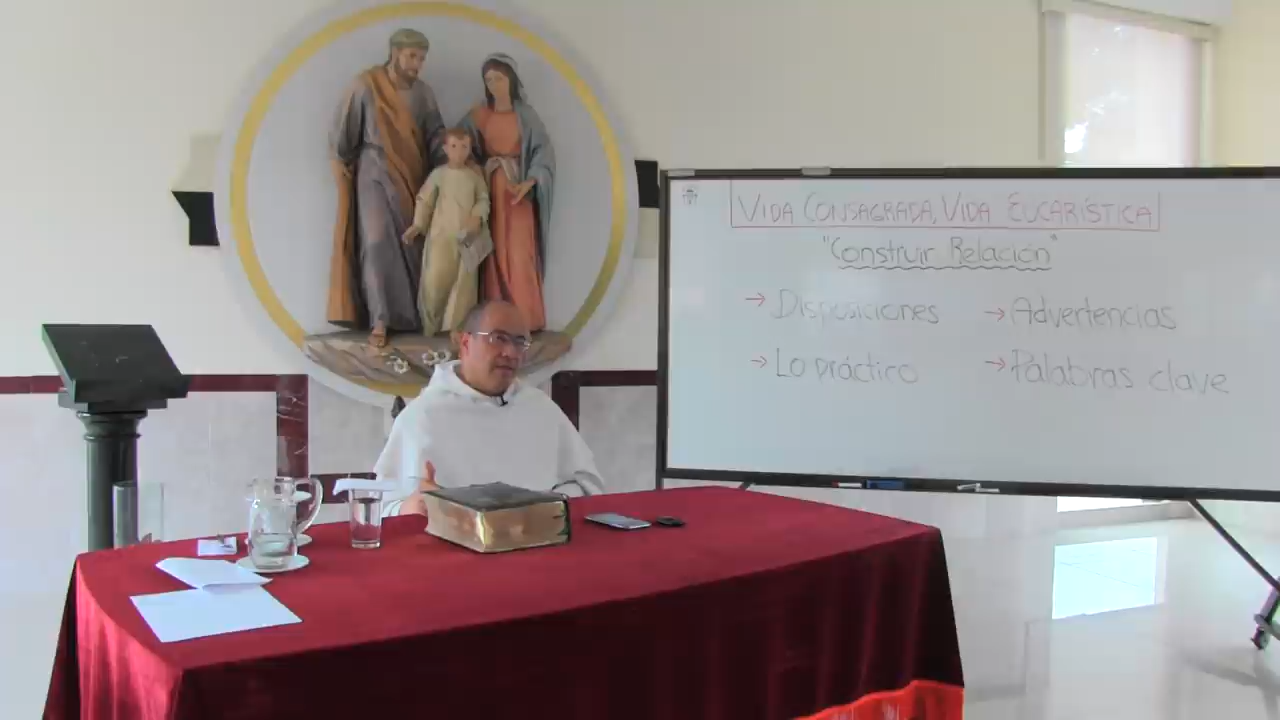 VIDA CONSAGRADA, VIDA EUCARÍSTICA
"Construir Relación"
→ Disposiciones → Advertencias
→ Lo práctico → Palabras clave